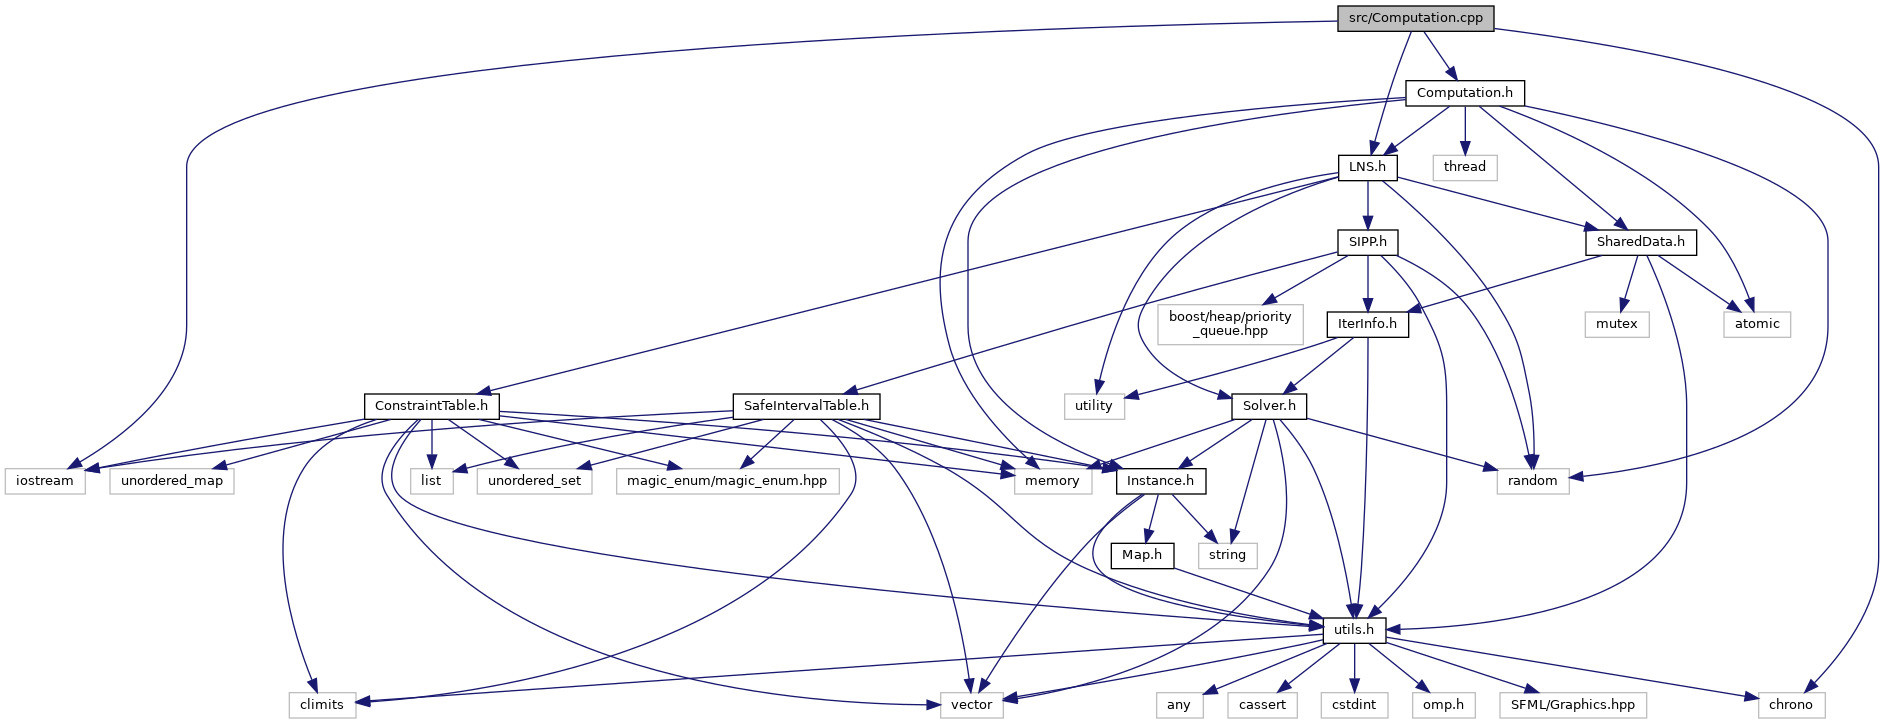 src/Computation.cpp
Computation.h
LNS.h
thread
SIPP.h
SharedData.h
boost/heap/priority
_queue.hpp
IterInfo.h
mutex
atomic
ConstraintTable.h
SafeIntervalTable.h
utility
Solver.h
iostream
unordered_map
list
unordered_set
magic_enum/magic_enum.hpp
memory
Instance.h
random
Map.h
string
utils.h
climits
vector
any
cassert
cstdint
omp.h
SFML/Graphics.hpp
chrono